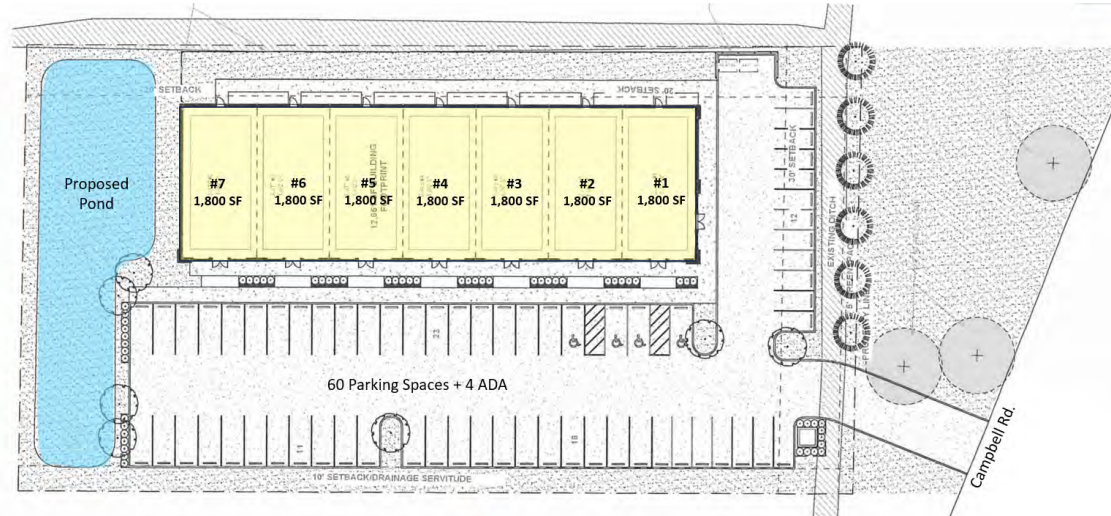 20' SETBACK
20' SETBACK
Proposed
Pond
#7
1,800 SF
#6
1,800 SF
#5
1,800 SF
#4
1,800 SF
#3
1,800 SF
#2
1,800 SF
#1
1,800 SF
BUILDING
30' SETBACK
12
EXISTING DITCH
23
60 Parking Spaces + 4 ADA
11
18
10' SETBACK/DRAINAGE SERVITUDE
Campbell Rd.